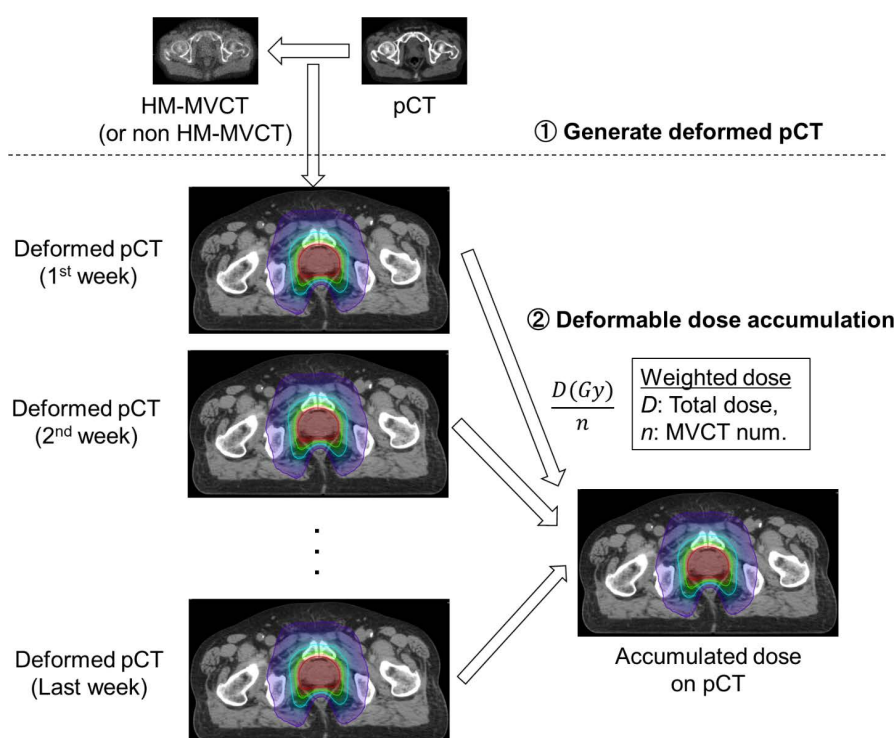 HM-MVCT
(or non HM-MVCT)
pCT
① Generate deformed pCT
Deformed pCT
(1st week)
② Deformable dose accumulation
D(Gy)
n
Weighted dose
D: Total dose,
n: MVCT num.
Deformed pCT
(2nd week)
Deformed pCT
(Last week)
Accumulated dose
on pCT